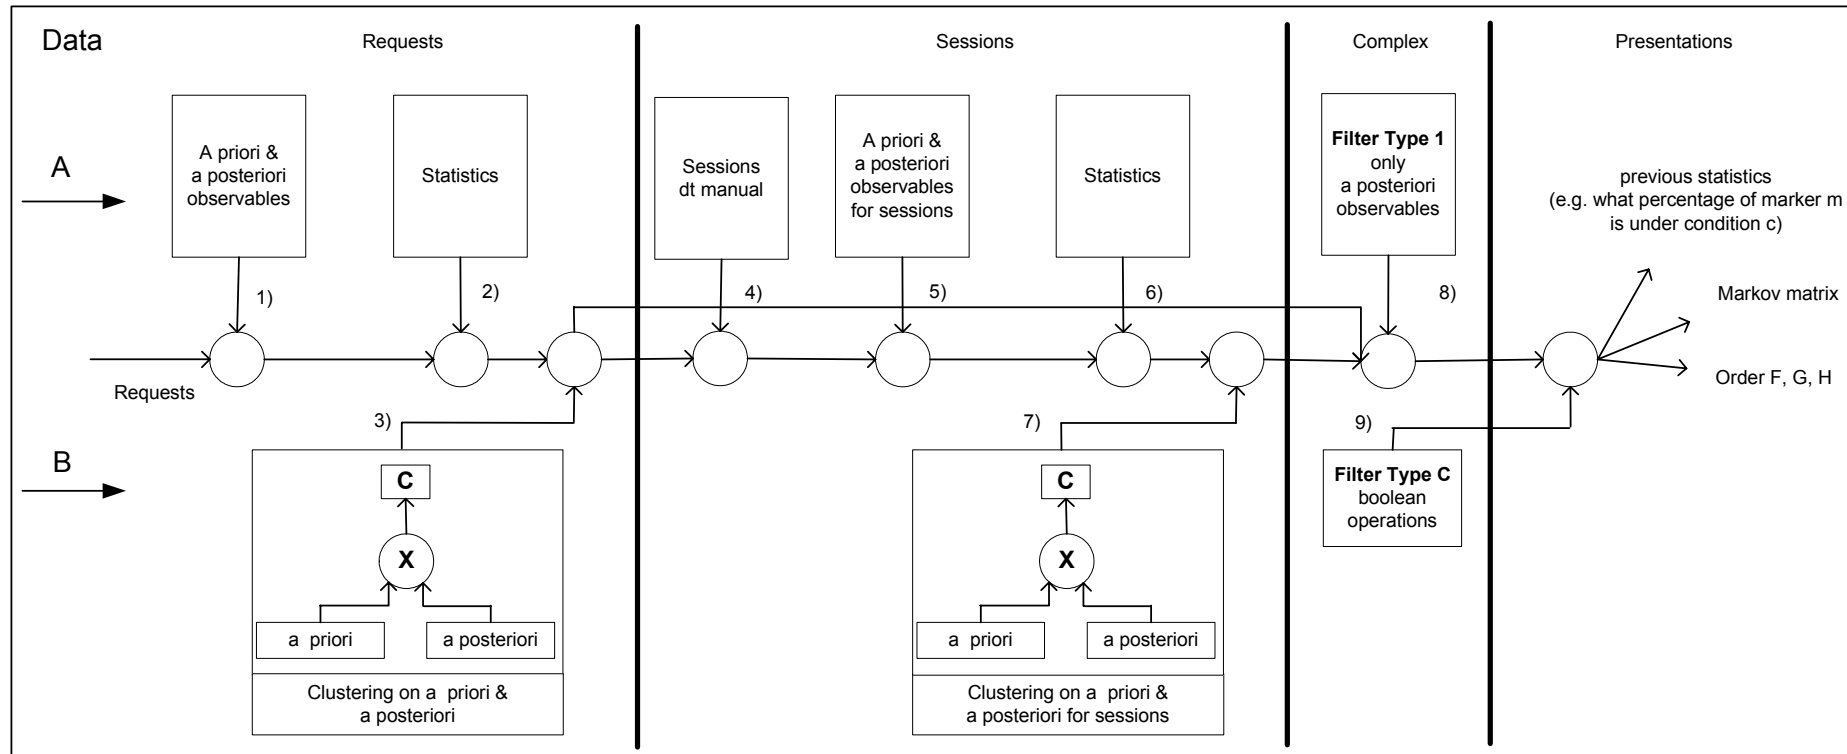 Data
Requests
Sessions
Complex
Presentations
A
A priori &
a posteriori
observables
Statistics
Sessions
dt manual
A priori &
a posteriori
observables
for sessions
Statistics
Filter Type 1
only
a posteriori
observables
previous statistics
(e.g. what percentage of marker m
is under condition c)
1)
2)
4)
5)
6)
8)
Markov matrix
Order F, G, H
Requests
3)
7)
9)
B
C
X
a priori
a posteriori
Clustering on a priori &
a posteriori
C
X
a priori
a posteriori
Clustering on a priori &
a posteriori for sessions
Filter Type C
boolean
operations